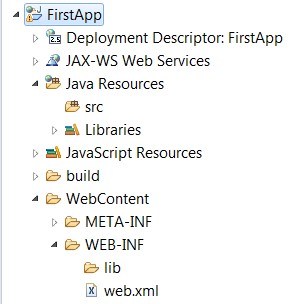 FirstApp
Deployment Descriptor: FirstApp
JAX-WS Web Services
Java Resources
src
Libraries
JavaScript Resources
build
WebContent
META-INF
WEB-INF
lib
web.xml